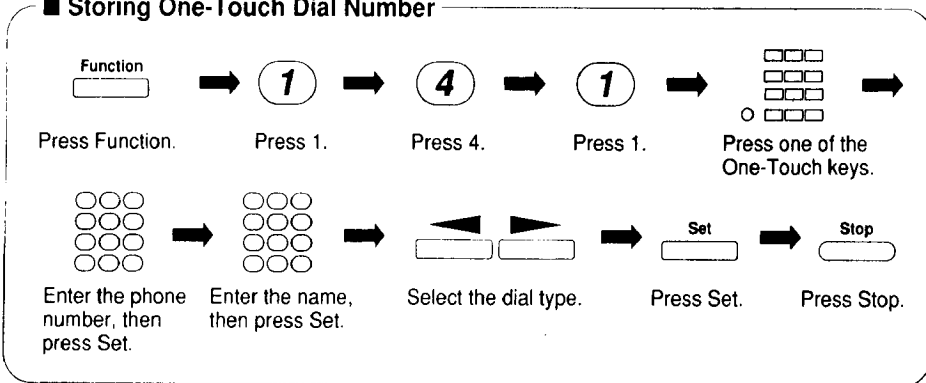 ■ Storing One-Touch Dial Number
Function
1
4
1
Press Function.
Press 1.
Press 4.
Press 1.
Press one of the
One-Touch keys.
Set
Stop
Enter the phone
number, then
press Set.
Enter the name,
then press Set.
Select the dial type.
Press Set.
Press Stop.